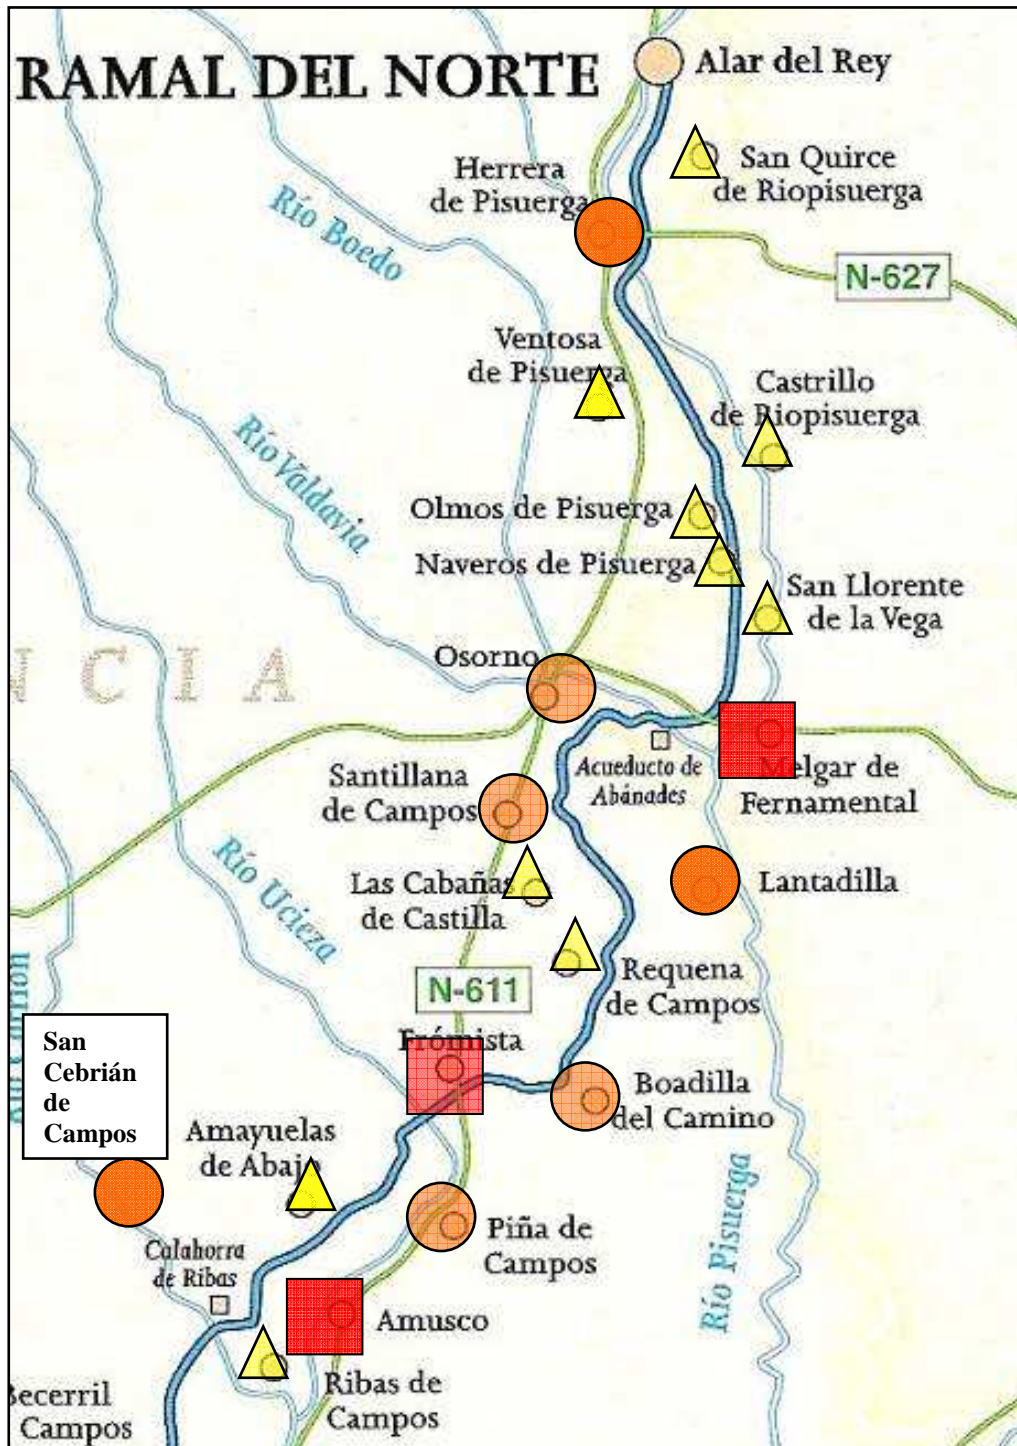 RAMAL DEL NORTE
Alar del Rey
San Quirce
de Riopisuerga
Herrera
de Pisuerga
Río Boedo
N-627
Ventosa
de Pisuerga
Castrillo
de Riopisuerga
Río Valdavia
Olmos de Pisuerga
Naveros de Pisuerga
San Llorente
de la Vega
Osorno
C I A
Acueducto de
Abánades
Melgar de
Fernamental
Santillana
de Campos
Río Ucieza
Las Cabañas
de Castilla
Lantadilla
Requena
de Campos
N-611
Frómista
San
Cebrián
de
Campos
Boadilla
del Camino
Amayuelas
de Abajo
Río Pisuerga
Piña de
Campos
Calahorra
de Ribas
Amusco
Ribas de
Campos
Becerril
Campos